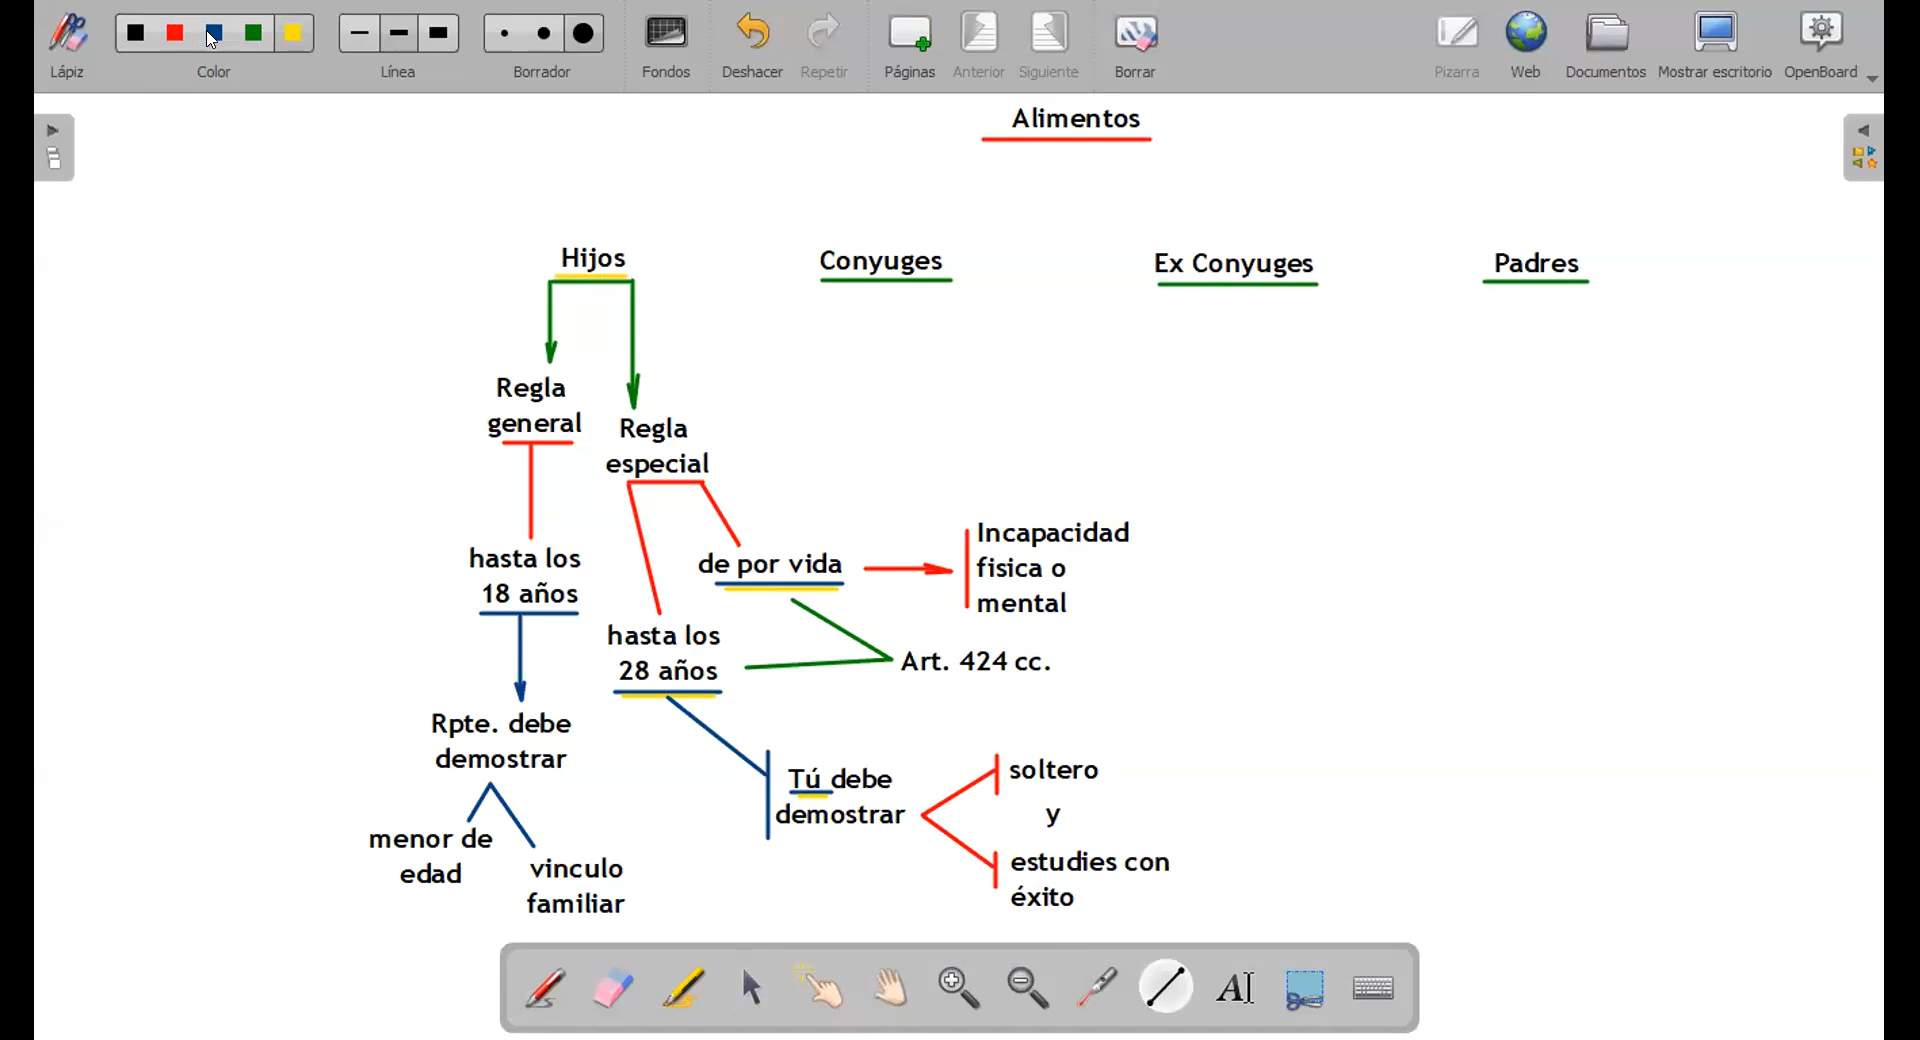 Lápiz
Color
Línea
Borrador
Fondos
Deshacer
Repetir
Páginas
Anterior
Siguiente
Borrar
Pizarra
Web
Documentos
Mostrar escritorio
OpenBoard
Alimentos
Hijos
Conyuges
Ex Conyuges
Padres
Regla
general
Regla
especial
hasta los
18 años
de por vida
Incapacidad
fisica o
mental
hasta los
28 años
Art. 424 cc.
Rpte. debe
demostrar
menor de
edad
vinculo
familiar
Tú debe
demostrar
soltero
y
estudies con
éxito
AI